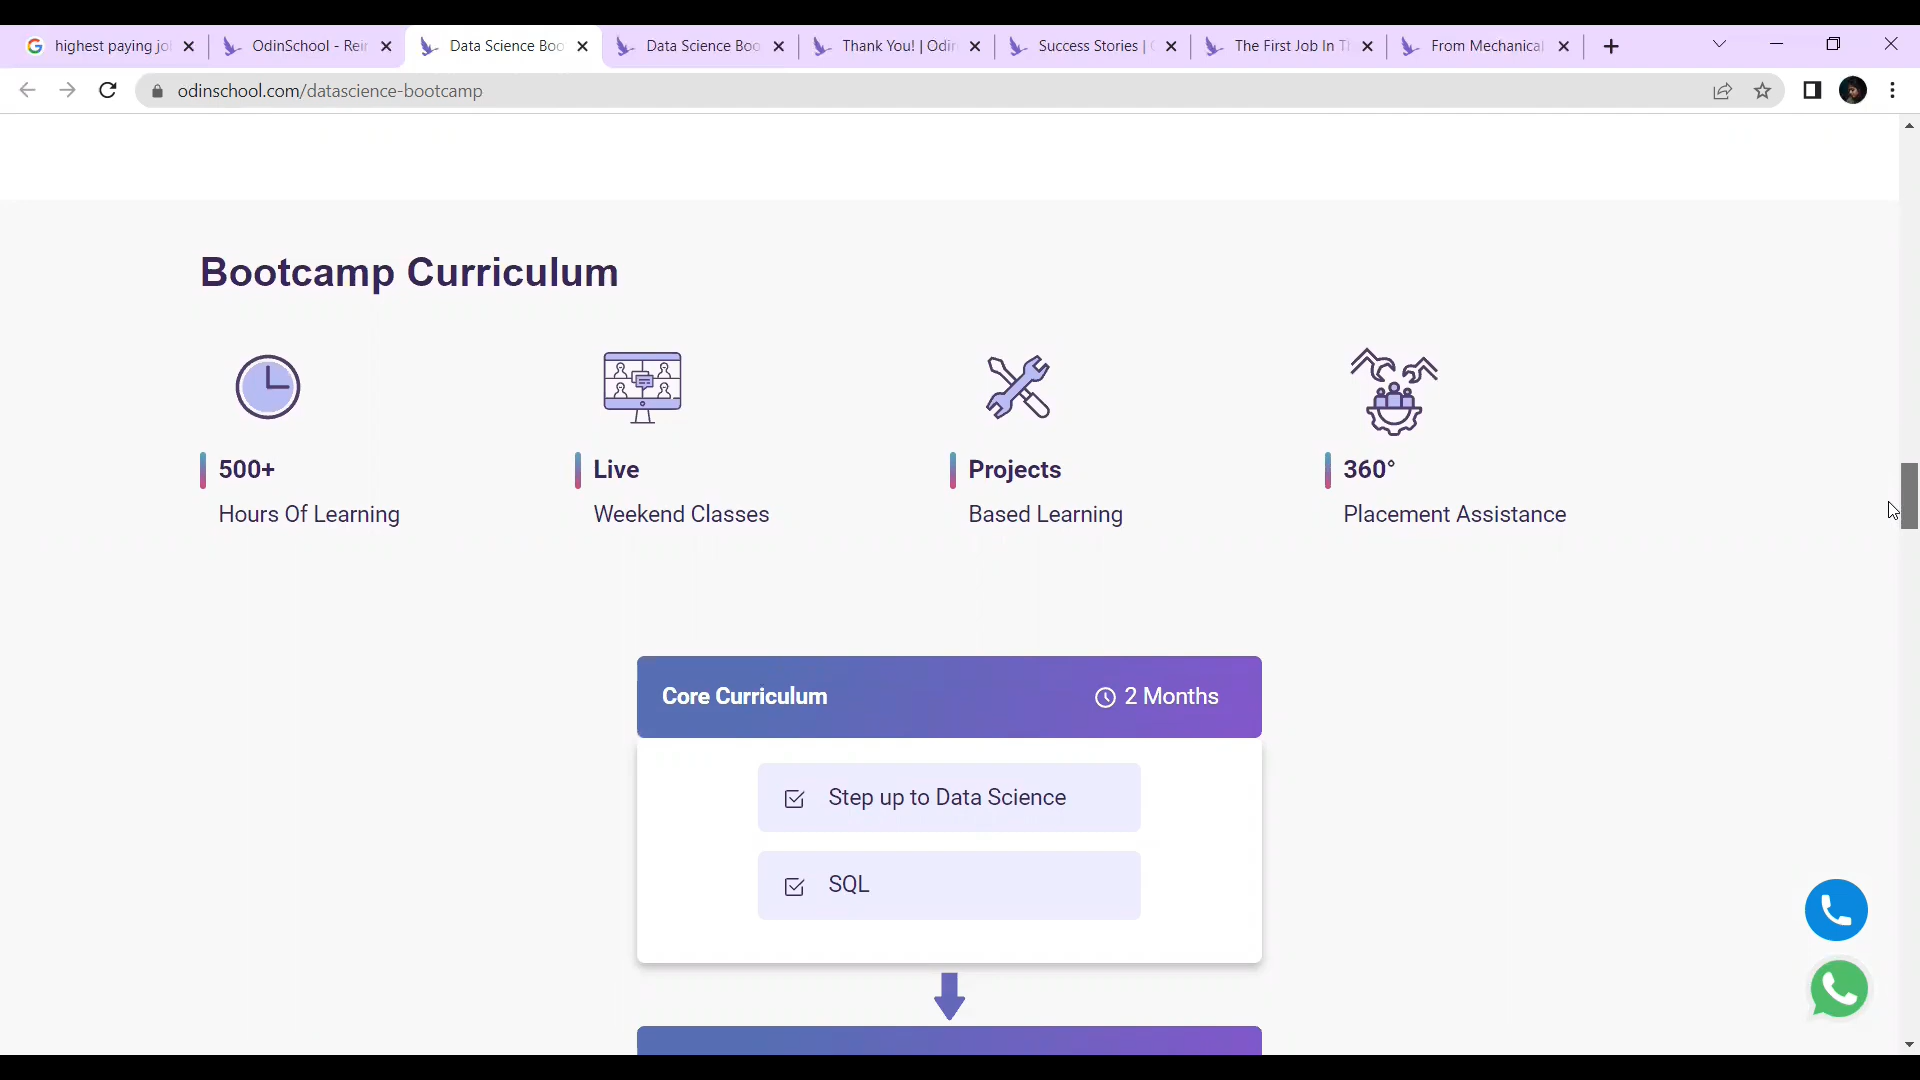 highest paying jo
OdinSchool - Rei
Data Science Boo
Data Science Boo
Thank You! | Odin
Success Stories |
The First Job In T
From Mechanical
odinschool.com/datascience-bootcamp
Bootcamp Curriculum
500+
Hours Of Learning
Live
Weekend Classes
Projects
Based Learning
360°
Placement Assistance
Core Curriculum
2 Months
Step up to Data Science
SQL